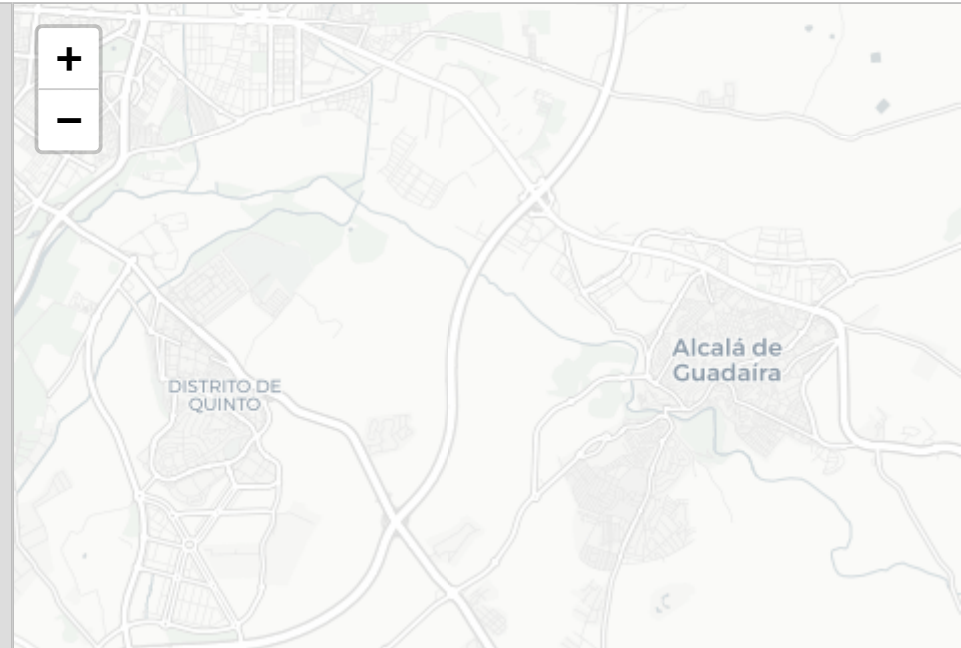 +
−
Alcalá de
Guadaíra
DISTRITO DE
QUINTO